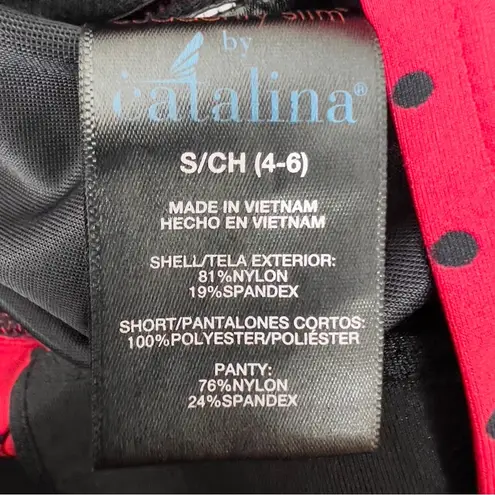 by
catalina®
S/CH (4-6)
MADE IN VIETNAM
HECHO EN VIETNAM
SHELL/TELA EXTERIOR:
81%NYLON
19%SPANDEX
SHORT/PANTALONES CORTOS:
100%POLYESTER/POLIÉSTER
PANTY:
76%NYLON
24%SPANDEX